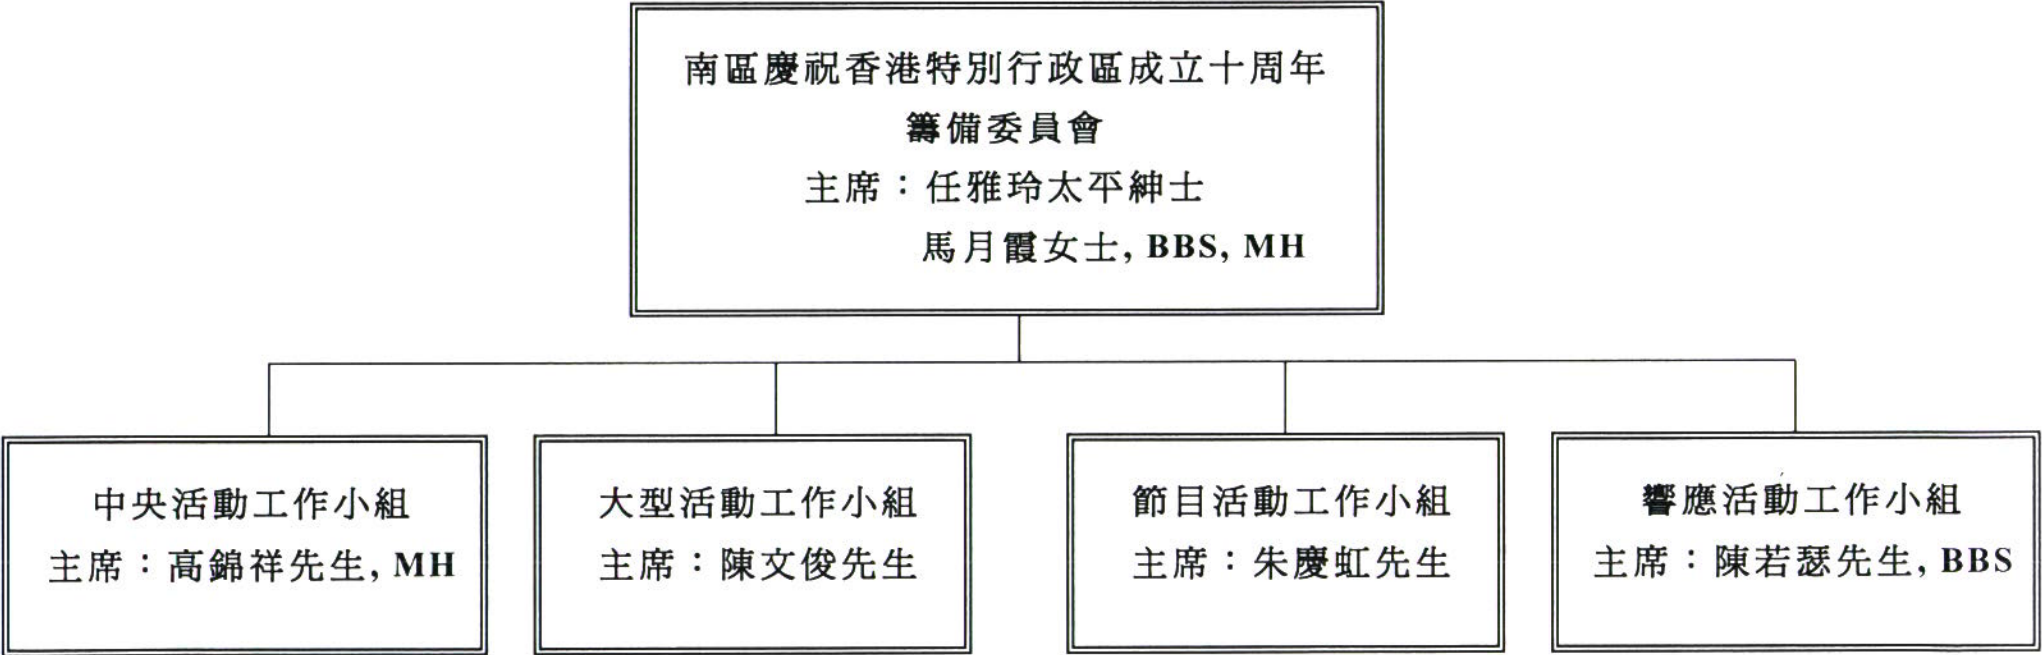 南區慶祝香港特別行政區成立十周年
籌備委員會
主席：任雅玲太平紳士
馬月霞女士, BBS, MH
中央活動工作小組
主席：高錦祥先生, MH
大型活動工作小組
主席：陳文俊先生
節目活動工作小組
主席：朱慶虹先生
響應活動工作小組
主席：陳若瑟先生, BBS